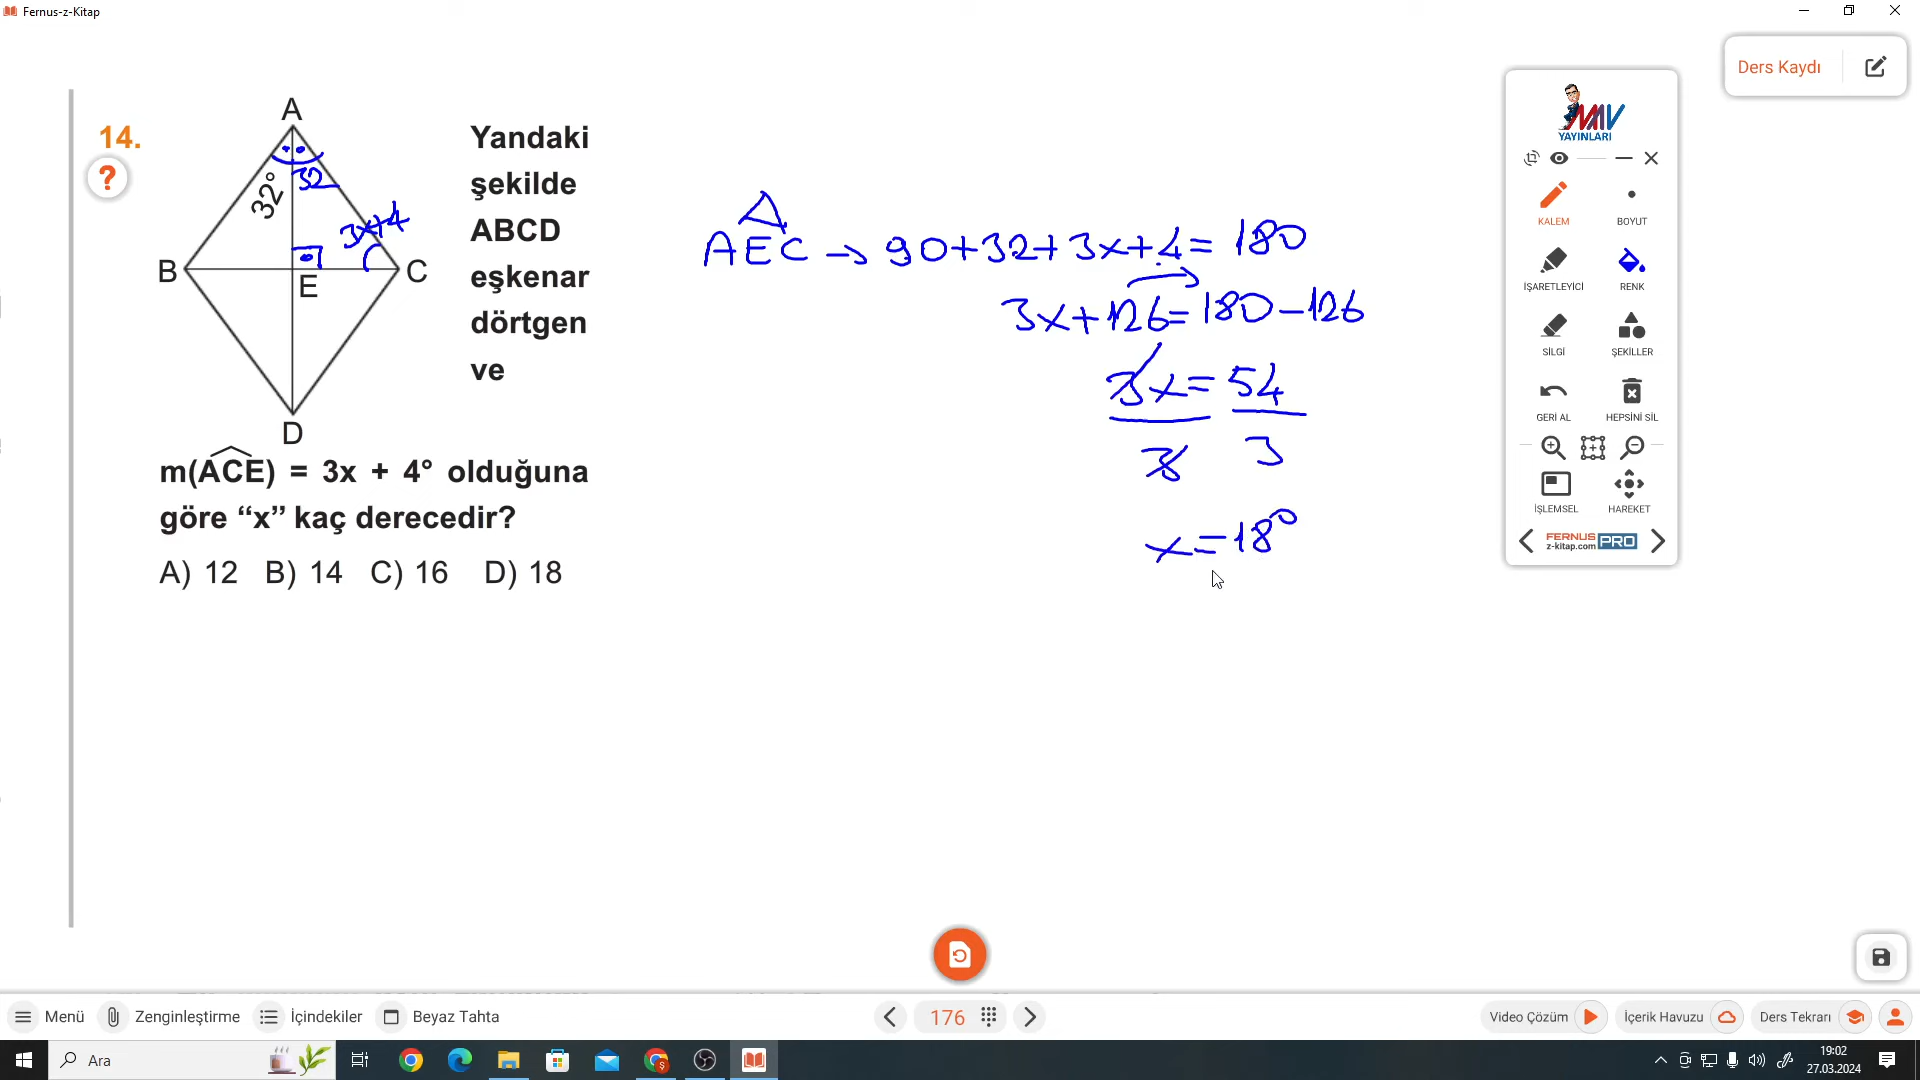 Fernus-z-Kitap
Ders Kaydı
14.
?
A
B
C
D
E
32°
32
3x+4
Yandaki
şekilde
ABCD
eşkenar
dörtgen
ve
m(ACE) = 3x + 4° olduğuna
göre “x” kaç derecedir?
A) 12 B) 14 C) 16 D) 18
AEC → 90+32+3x+4=180
3x+126=180-126
3x=54
3 3
x=18°
MAV
YAYINLARI
KALEM
BOYUT
İŞARETLEYİCİ
RENK
SİLGİ
ŞEKİLLER
GERİ AL
HEPSİNİ SİL
İŞLEMSEL
HAREKET
FERNUS
z-kitap.com
PRO
Menü
Zenginleştirme
İçindekiler
Beyaz Tahta
176
Video Çözüm
İçerik Havuzu
Ders Tekrarı
Ara
19:02
27.03.2024